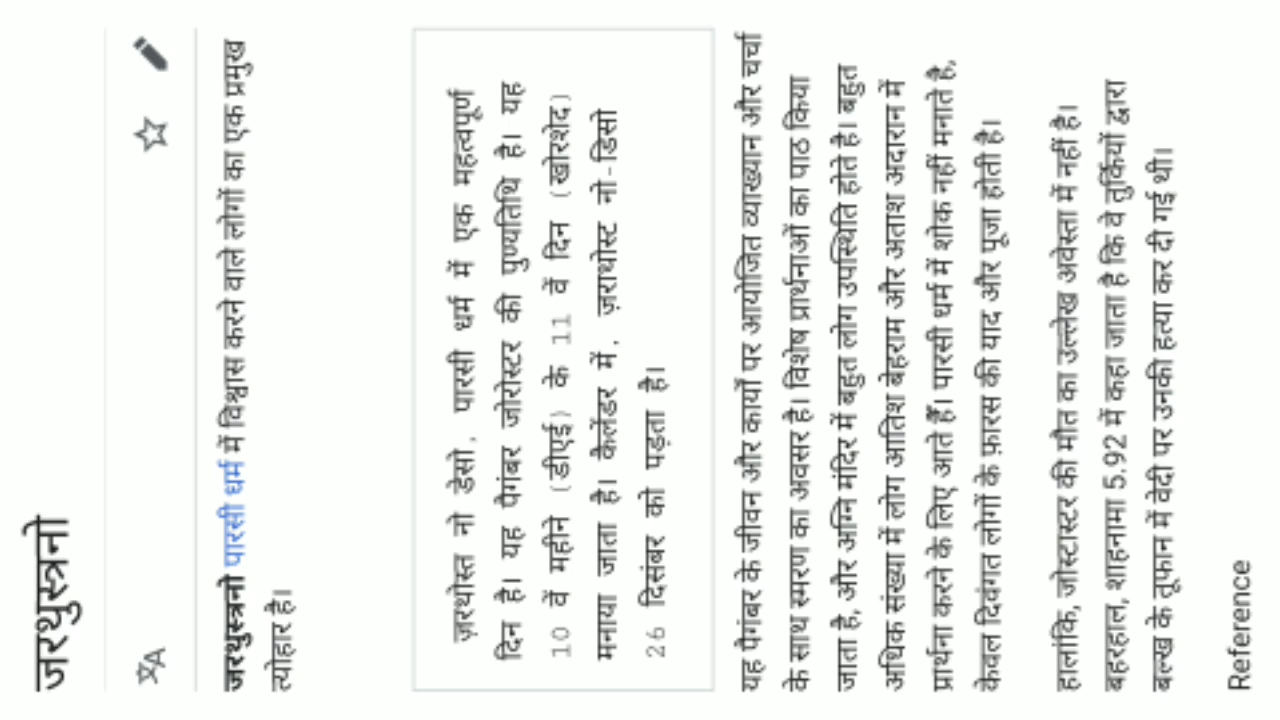 जरथुस्त्रनो
जरथुस्त्रनो पारसी धर्म में विश्वास करने वाले लोगों का एक प्रमुख
त्योहार है।
ज़रथोस्त नो डेसो, पारसी धर्म में एक महत्वपूर्ण
दिन है। यह पैगंबर जोरोस्टर की पुण्यतिथि है। यह
10 वें महीने (डीएई) के 11 वें दिन (खोरशेद)
मनाया जाता है। कैलेंडर में, ज़राथोस्ट नो-डिसो
26 दिसंबर को पड़ता है।
यह पैगंबर के जीवन और कार्यों पर आयोजित व्याख्यान और चर्चा
के साथ स्मरण का अवसर है। विशेष प्रार्थनाओं का पाठ किया
जाता है, और अग्नि मंदिर में बहुत लोग उपस्थिति होते है। बहुत
अधिक संख्या में लोग आतिश बेहराम और अताश अदारान में
प्रार्थना करने के लिए आते हैं। पारसी धर्म में शोक नहीं मनाते है,
केवल दिवंगत लोगों के फ़ारस की याद और पूजा होती है।
हालांकि, जोस्टास्टर की मौत का उल्लेख अवेस्ता में नहीं है।
बहरहाल, शाहनामा 5.92 में कहा जाता है कि वे तुर्कियों द्वारा
बल्ख के तूफान में वेदी पर उनकी हत्या कर दी गई थी।
Reference